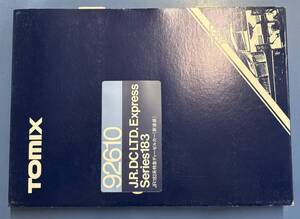 TOMIX
92610
J.R.DC LTD.Express
Series183